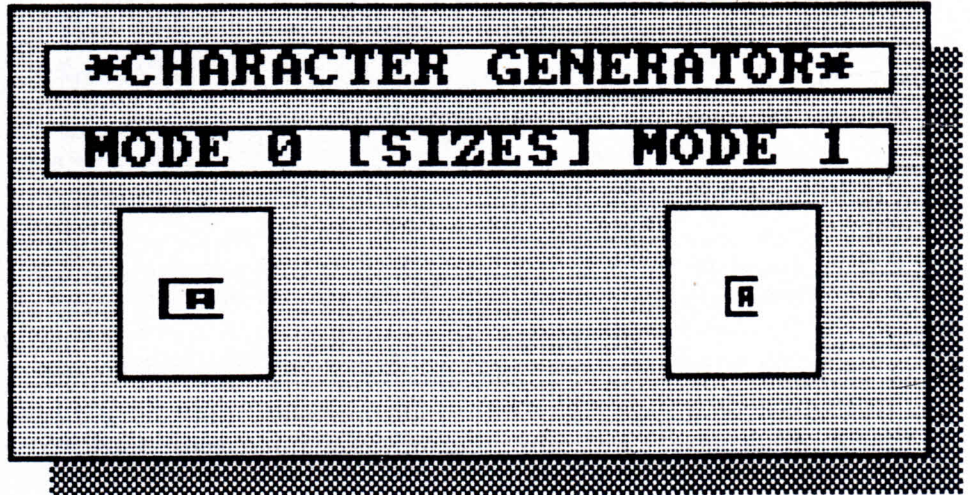 *CHARACTER GENERATOR*
MODE 0 [SIZES] MODE 1
A A